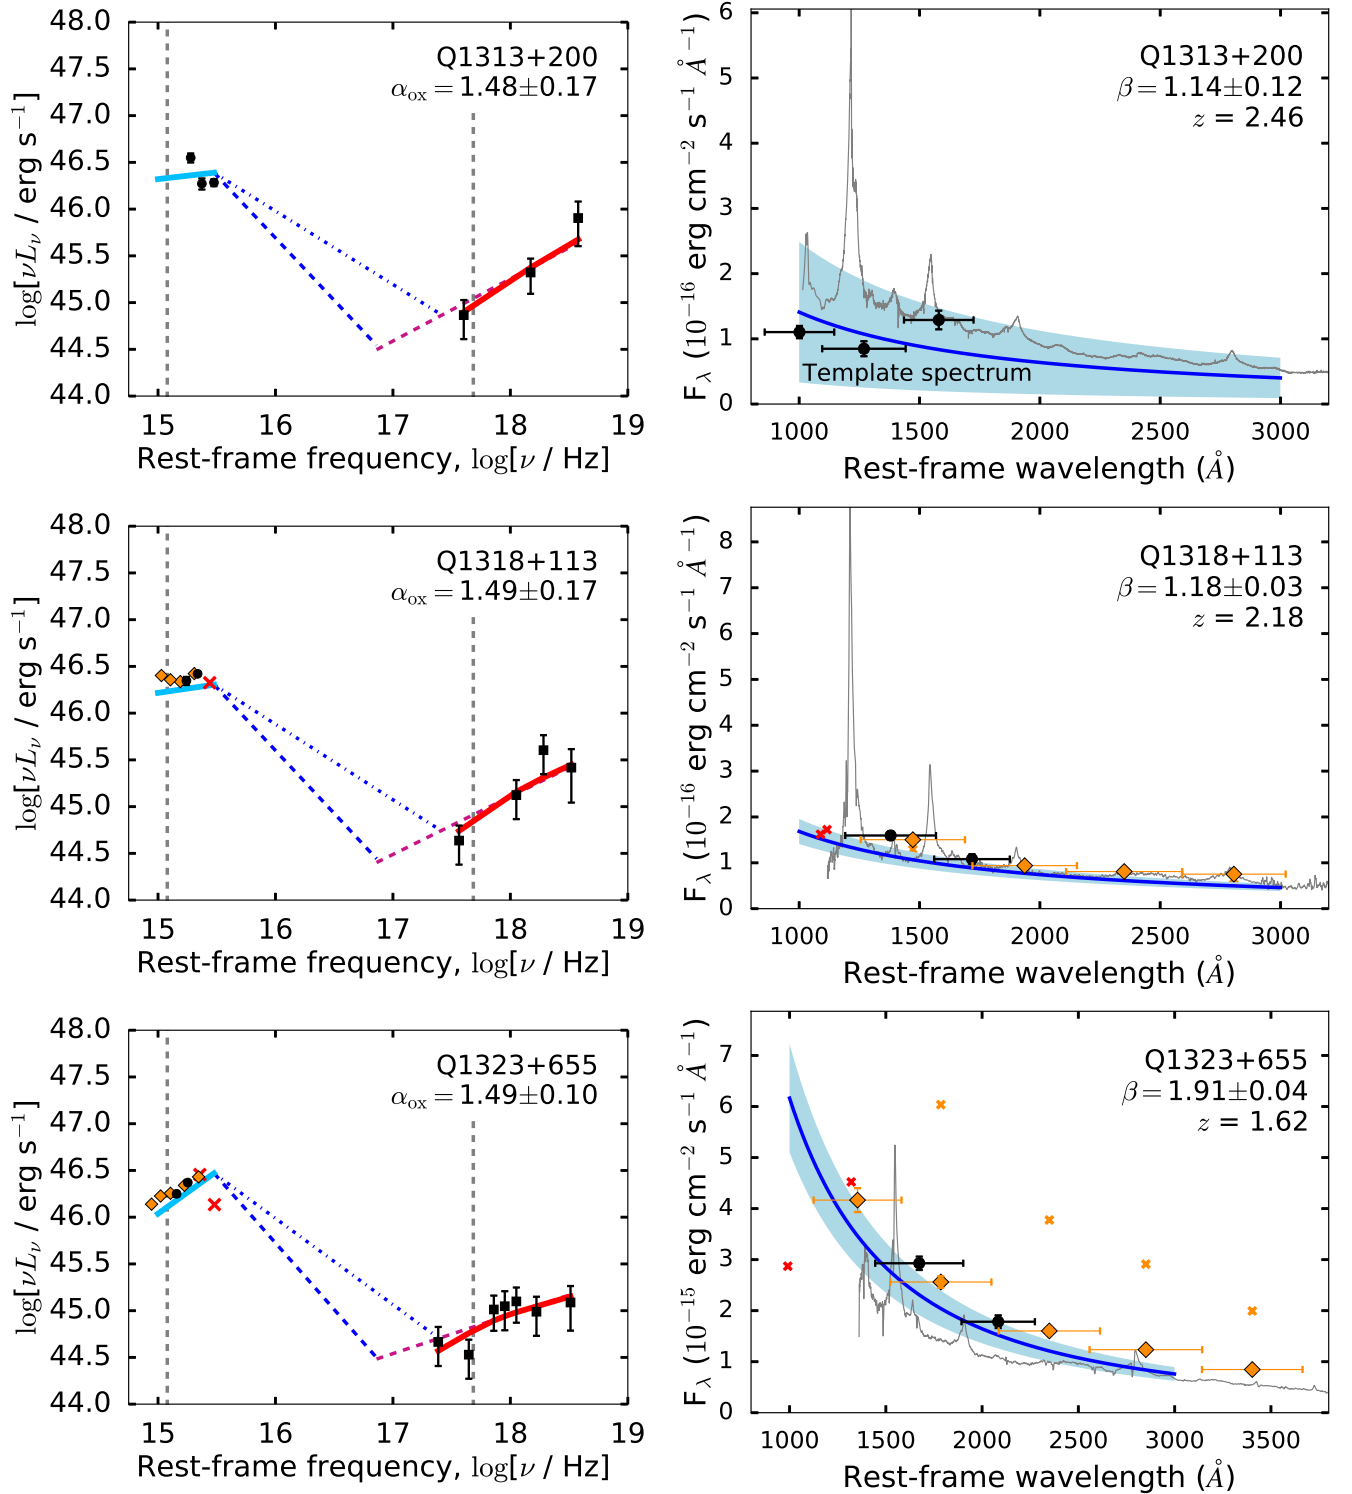 48.0
47.5
47.0
46.5
46.0
45.5
45.0
44.5
44.0
log[νLν / erg s⁻¹]
Q1313+200
αox = 1.48±0.17
15 16 17 18 19
Rest-frame frequency, log[ν / Hz]
6
5
4
3
2
1
0
Fλ (10⁻¹⁶ erg cm⁻² s⁻¹ Å⁻¹)
Q1313+200
β = 1.14±0.12
z = 2.46
Template spectrum
1000 1500 2000 2500 3000
Rest-frame wavelength (Å)
48.0
47.5
47.0
46.5
46.0
45.5
45.0
44.5
44.0
log[νLν / erg s⁻¹]
Q1318+113
αox = 1.49±0.17
15 16 17 18 19
Rest-frame frequency, log[ν / Hz]
8
7
6
5
4
3
2
1
0
Fλ (10⁻¹⁶ erg cm⁻² s⁻¹ Å⁻¹)
Q1318+113
β = 1.18±0.03
z = 2.18
1000 1500 2000 2500 3000
Rest-frame wavelength (Å)
48.0
47.5
47.0
46.5
46.0
45.5
45.0
44.5
44.0
log[νLν / erg s⁻¹]
Q1323+655
αox = 1.49±0.10
15 16 17 18 19
Rest-frame frequency, log[ν / Hz]
7
6
5
4
3
2
1
0
Fλ (10⁻¹⁵ erg cm⁻² s⁻¹ Å⁻¹)
Q1323+655
β = 1.91±0.04
z = 1.62
1000 1500 2000 2500 3000 3500
Rest-frame wavelength (Å)